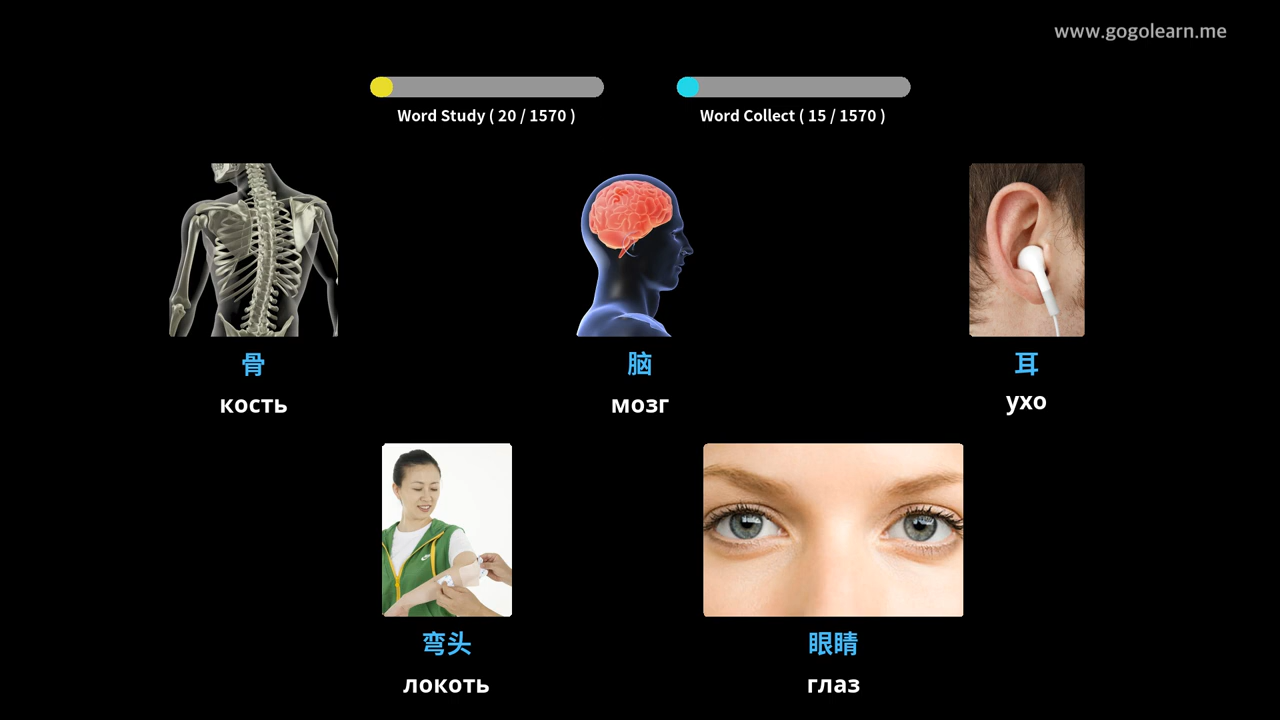 www.gogolearn.me
Word Study ( 20 / 1570 )
Word Collect ( 15 / 1570 )
骨
脑
耳
кость
мозг
ухо
弯头
眼睛
локоть
глаз